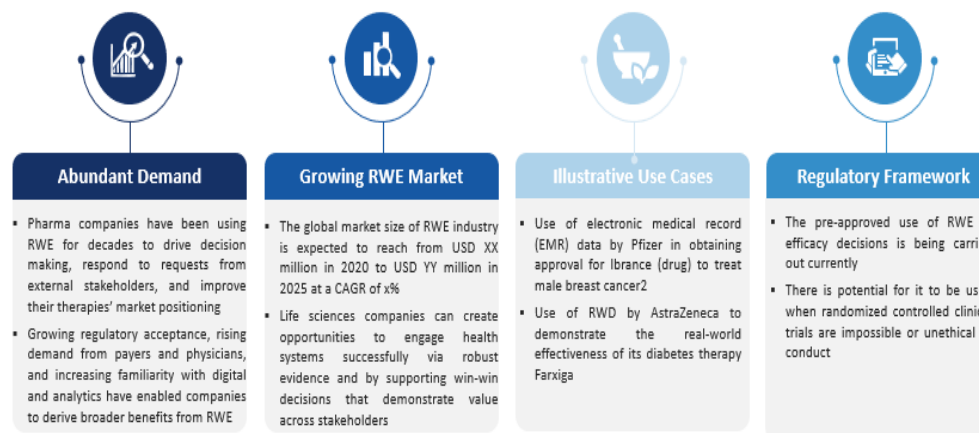 Abundant Demand
▪ Pharma companies have been using
RWE for decades to drive decision
making, respond to requests from
external stakeholders, and improve
their therapies' market positioning
▪ Growing regulatory acceptance, rising
demand from payers and physicians,
and increasing familiarity with digital
and analytics have enabled companies
to derive broader benefits from RWE
Growing RWE Market
▪ The global market size of RWE industry
is expected to reach from USD XX
million in 2020 to USD YY million in
2025 at a CAGR of x%
▪ Life sciences companies can create
opportunities to engage health
systems successfully via robust
evidence and by supporting win-win
decisions that demonstrate value
across stakeholders
Illustrative Use Cases
▪ Use of electronic medical record
(EMR) data by Pfizer in obtaining
approval for Ibrance (drug) to treat
male breast cancer2
▪ Use of RWD by AstraZeneca to
demonstrate the real-world
effectiveness of its diabetes therapy
Farxiga
Regulatory Framework
▪ The pre-approved use of RWE
efficacy decisions is being
out currently
▪ There is potential for it to be
when randomized controlled
trials are impossible or unethical
conduct